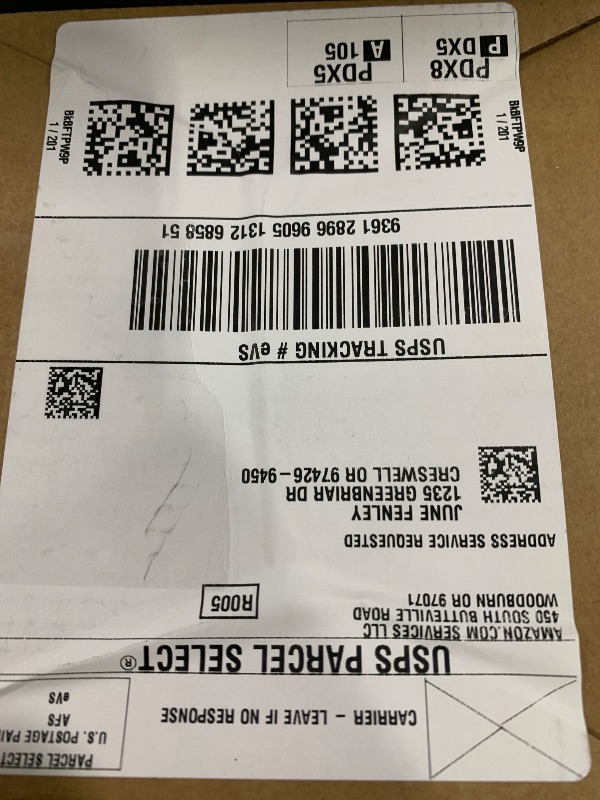 PARCEL SELECT
U.S. POSTAGE PAI
AFS
eVS
CARRIER – LEAVE IF NO RESPONSE
USPS PARCEL SELECT®
AMAZON.COM SERVICES LLC
450 SOUTH BUTTEVILLE ROAD
WOODBURN OR 97071
R005
ADDRESS SERVICE REQUESTED
JUNE FENLEY
1235 GREENBRIAR DR
CRESWELL OR 97426-9450
USPS TRACKING # eVS
9361 2896 9605 1312 6858 51
BkBFTPW9P
1 / 201
BkBFTPW9P
1 / 201
PDX8
P DX5
PDX5
A 105